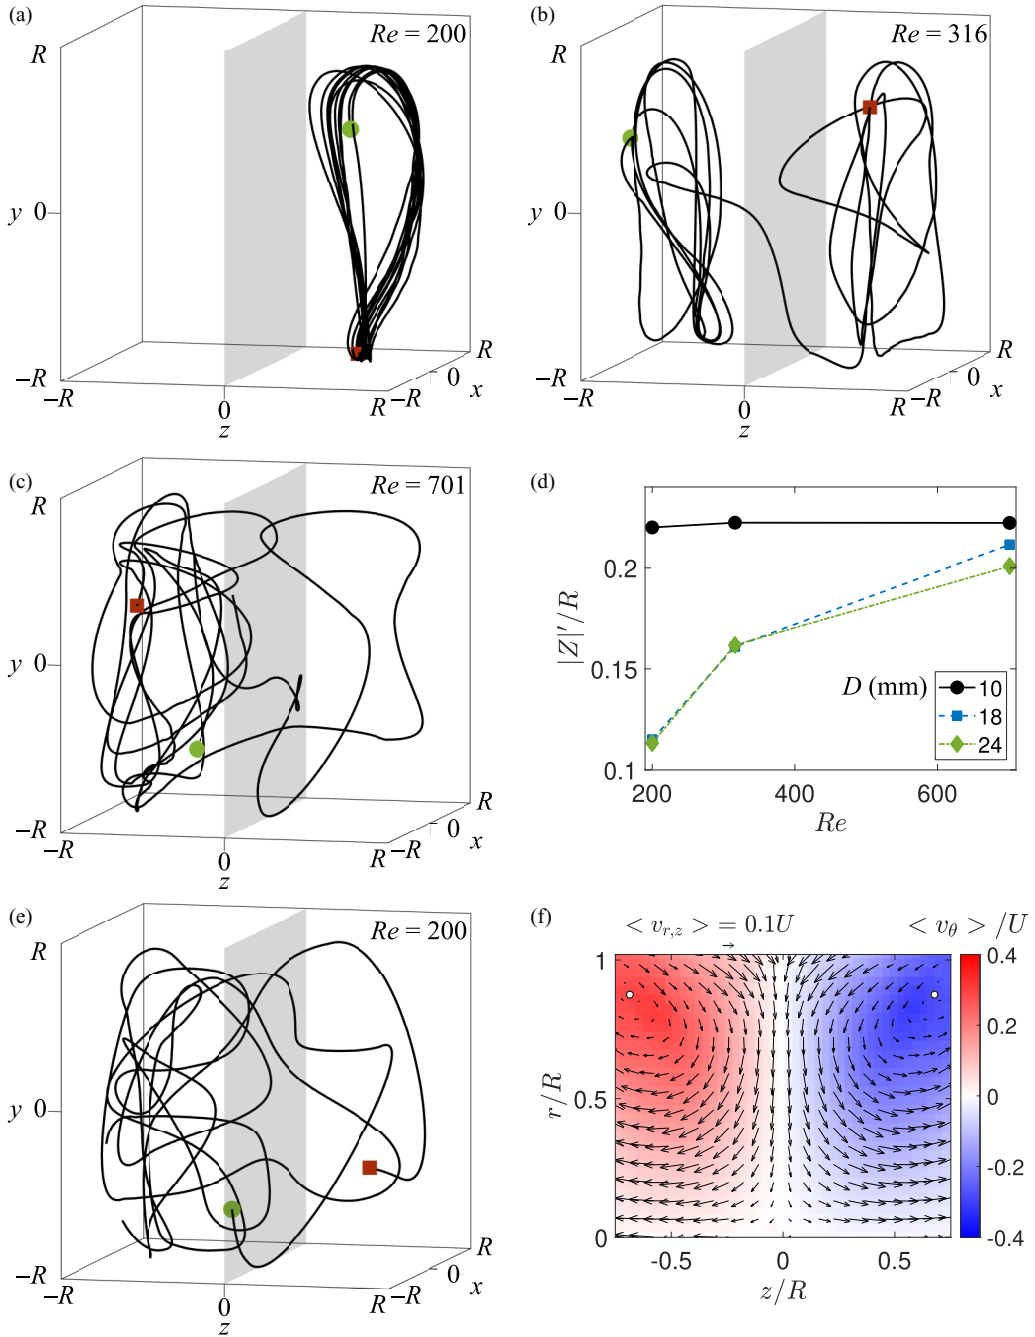 (a)
Re = 200
R
y 0
−R
−R
0
z
R
−R
0
x
R
(b)
Re = 316
R
y 0
−R
−R
0
z
R
−R
0
x
R
(c)
Re = 701
R
y 0
−R
−R
0
z
R
−R
0
x
R
(d)
|Z|′/R
0.2
0.15
0.1
200
400
600
Re
D (mm)
10
18
24
(e)
Re = 200
R
y 0
−R
−R
0
z
R
−R
0
x
R
(f)
< v_{r,z} > = 0.1U
< v_θ > /U
r/R
1
0.5
0
-0.5
0
0.5
z/R
0.4
0.2
0
-0.2
-0.4